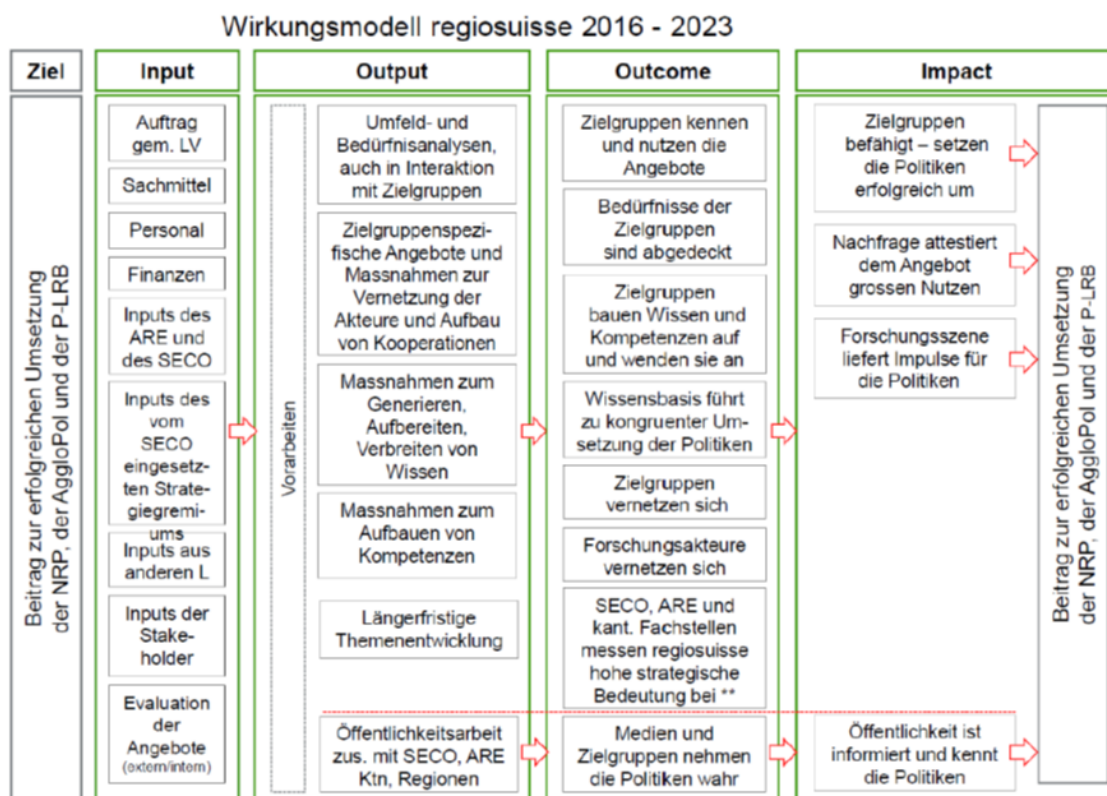 Wirkungsmodell regiosuisse 2016 - 2023
Ziel
Input
Output
Outcome
Impact
Beitrag zur erfolgreichen Umsetzung
der NRP, der AggloPol und der P-LRB
Auftrag
gem. LV
Sachmittel
Personal
Finanzen
Inputs des
ARE und
des SECO
Inputs des
vom
SECO
eingesetz-
ten Strate-
giegremi-
ums
Inputs aus
anderen L
Inputs der
Stake-
holder
Evaluation
der
Angebote
(extern/intern)
Vorarbeiten
Umfeld- und
Bedürfnisanalysen,
auch in Interaktion
mit Zielgruppen
Zielgruppenspezi-
fische Angebote und
Massnahmen zur
Vernetzung der
Akteure und Aufbau
von Kooperationen
Massnahmen zum
Generieren,
Aufbereiten,
Verbreiten von
Wissen
Massnahmen zum
Aufbauen von
Kompetenzen
Längerfristige
Themenentwicklung
Öffentlichkeitsarbeit
zus. mit SECO, ARE
Ktn, Regionen
Zielgruppen kennen
und nutzen die
Angebote
Bedürfnisse der
Zielgruppen
sind abgedeckt
Zielgruppen
bauen Wissen und
Kompetenzen auf
und wenden sie an
Wissensbasis führt
zu kongruenter Um-
setzung der Politiken
Zielgruppen
vernetzen sich
Forschungsakteure
vernetzen sich
SECO, ARE und
kant. Fachstellen
messen regiosuisse
hohe strategische
Bedeutung bei **
Medien und
Zielgruppen nehmen
die Politiken wahr
Zielgruppen
befähigt – setzen
die Politiken
erfolgreich um
Nachfrage attestiert
dem Angebot
grossen Nutzen
Forschungsszene
liefert Impulse für
die Politiken
Öffentlichkeit ist
informiert und kennt
die Politiken
Beitrag zur erfolgreichen Umsetzung
der NRP, der AggloPol und der P-LRB